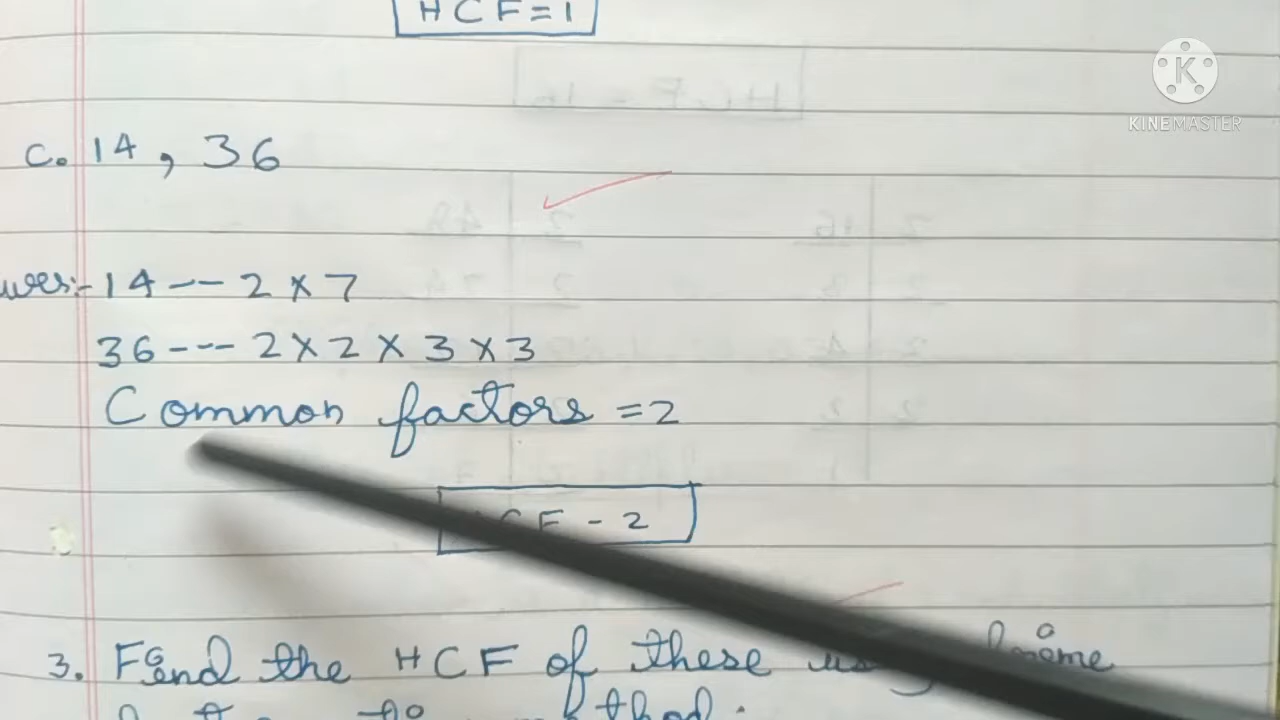 HCF=1
KINEMASTER
c. 14, 36
14 --- 2 × 7
36 --- 2 × 2 × 3 × 3
Common factors = 2
CF - 2
3. Find the HCF of these